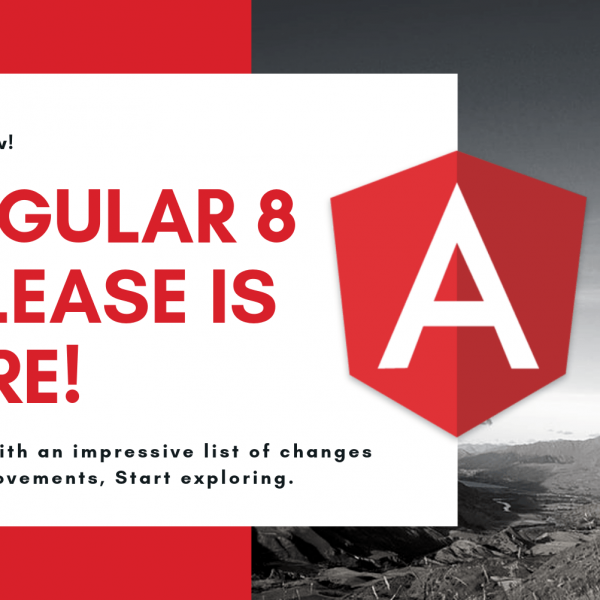 v!
GULAR 8
LEASE IS
RE!
ith an impressive list of changes
ovements, Start exploring.
A